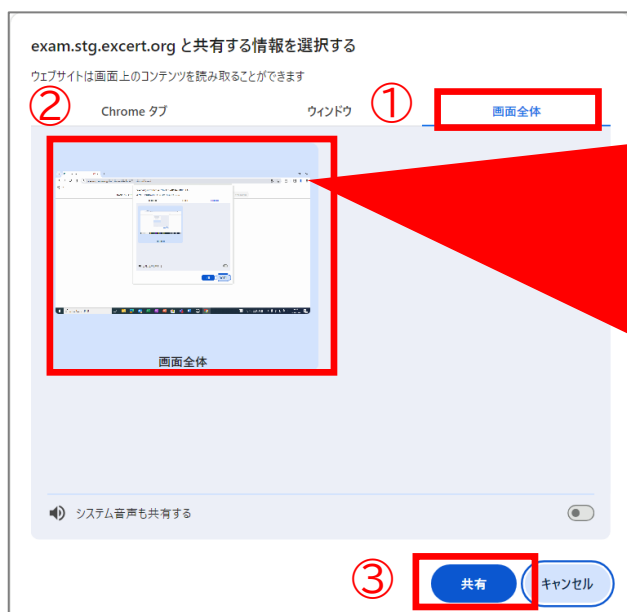 exam.stg.excert.org と共有する情報を選択する
ウェブサイトは画面上のコンテンツを読み取ることができます
② Chrome タブ ウィンドウ ① 画面全体
画面全体
システム音声も共有する
③ 共有 キャンセル